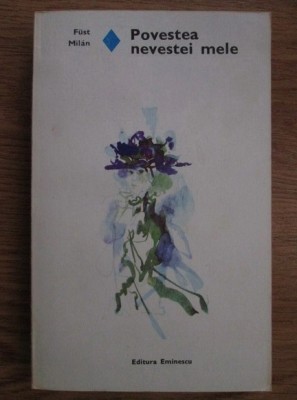 Füst
Milán
Povestea
nevestei mele
Editura Eminescu